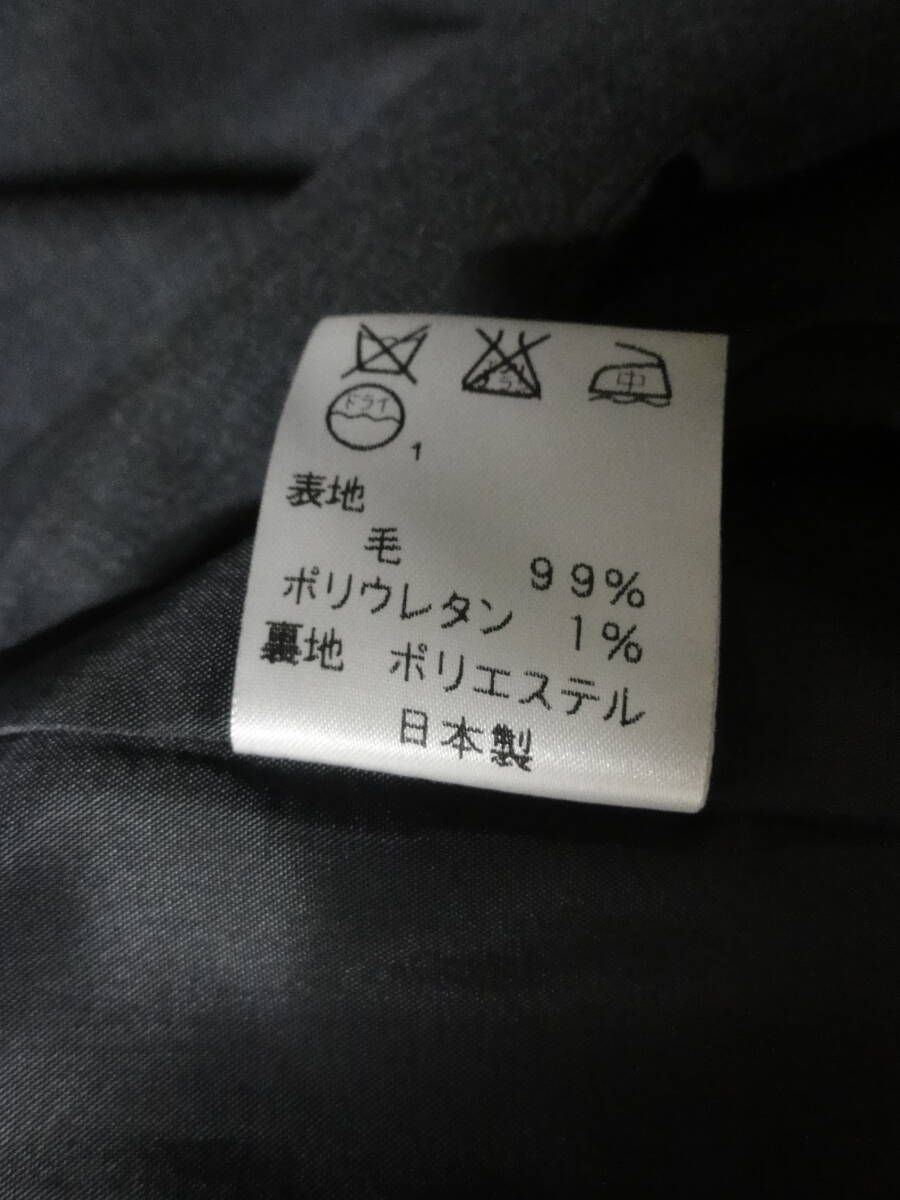 中
ドライ
1
表地
毛 99%
ポリウレタン 1%
裏地 ポリエステル
日本製